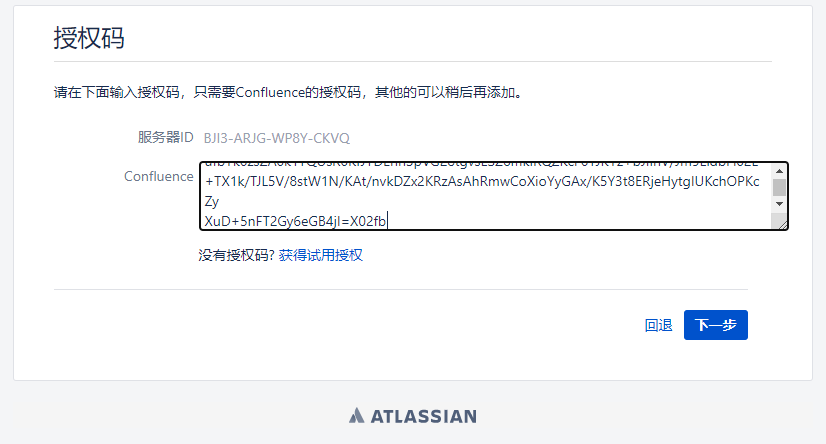 授权码
请在下面输入授权码，只需要Confluence的授权码，其他的可以稍后再添加。
服务器ID BJI3-ARJG-WP8Y-CKVQ
Confluence
+TX1k/TJL5V/8stW1N/KAt/nvkDZx2KRzAsAhRmwCoXioYyGAx/K5Y3t8ERjeHytglUKchOPKc
Zy
XuD+5nFT2Gy6eGB4jI=X02fb
没有授权码? 获得试用授权
回退 下一步
ATLASSIAN